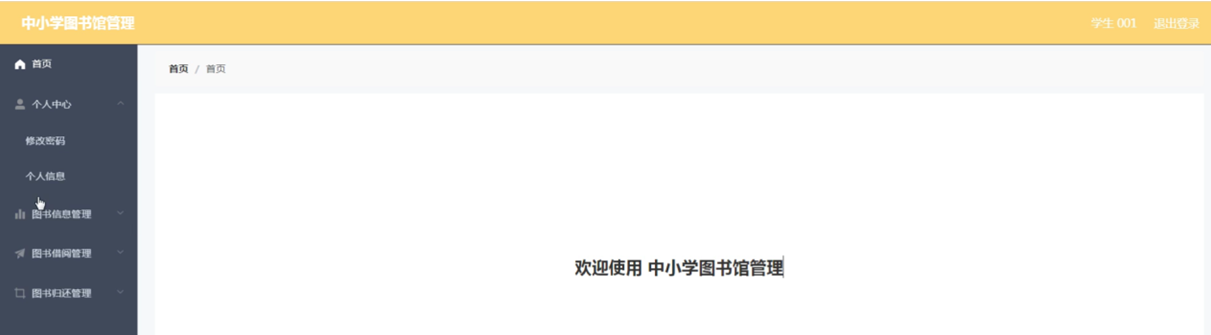 中小学图书馆管理
学生 001 退出登录
首页
首页 / 首页
个人中心
修改密码
个人信息
图书信息管理
图书借阅管理
图书归还管理
欢迎使用 中小学图书馆管理